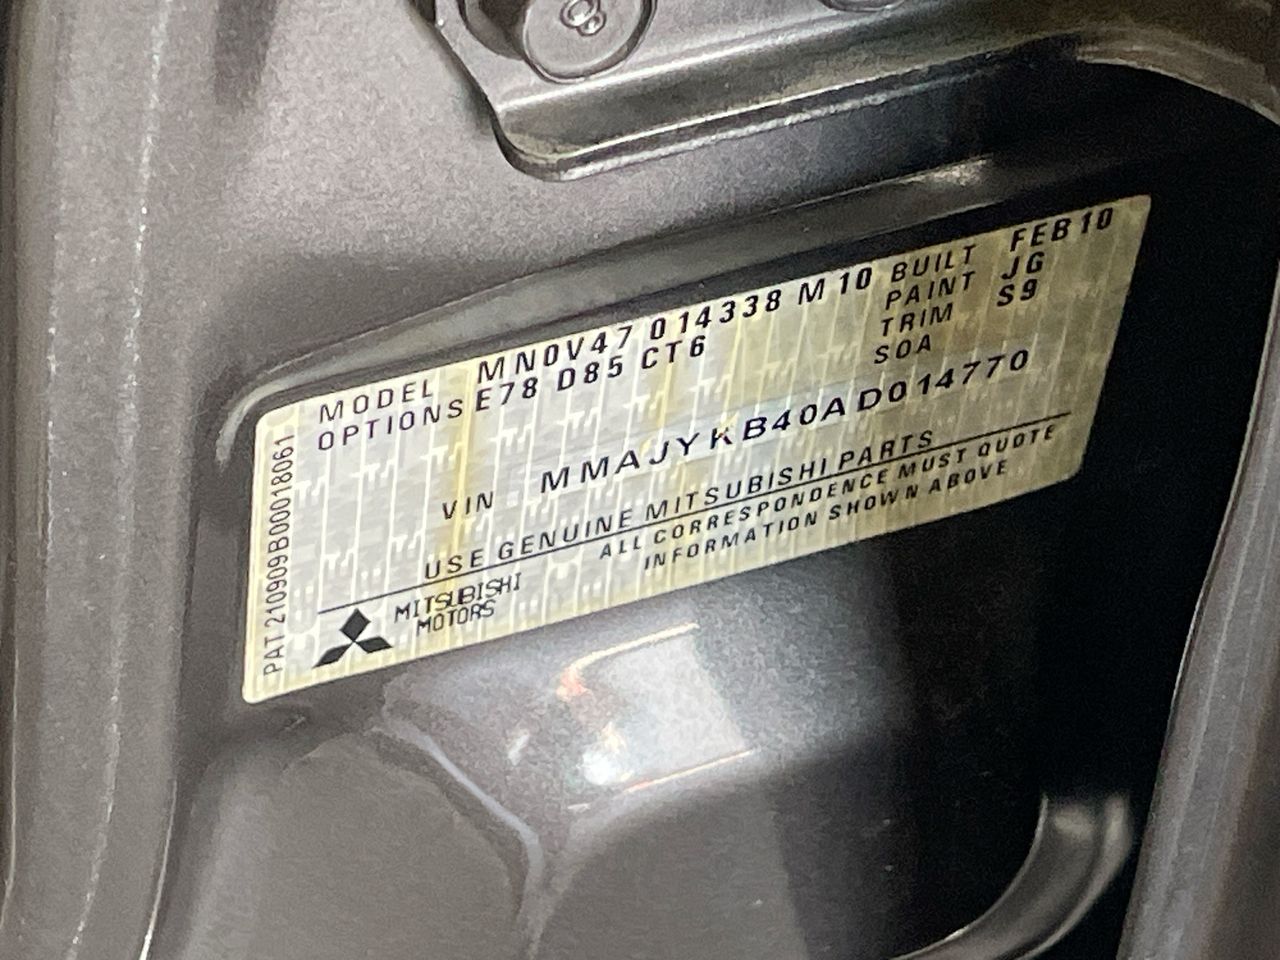 MODEL MN0V47 014338 M10 BUILT FEB10
OPTIONS E78 D85 CT6 PAINT JG
TRIM S9
SOA
VIN MMAJYKB40AD014770
USE GENUINE MITSUBISHI PARTS
ALL CORRESPONDENCE MUST QUOTE
INFORMATION SHOWN ABOVE
MITSUBISHI
MOTORS
PAT 210909B00018061